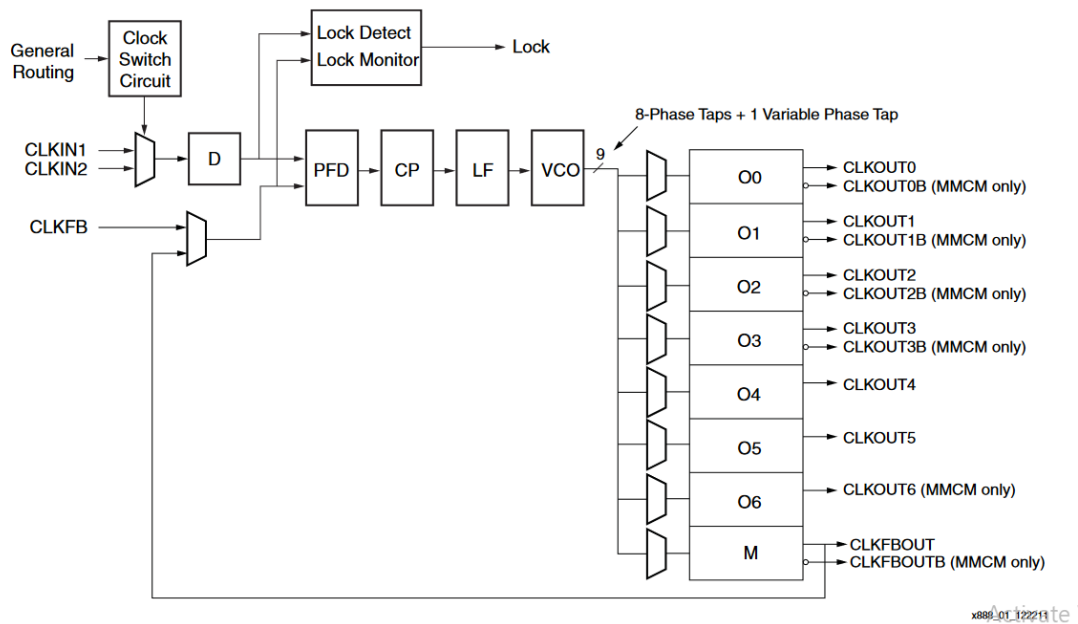 General
Routing
Clock
Switch
Circuit
Lock Detect
Lock Monitor
Lock
8-Phase Taps + 1 Variable Phase Tap
CLKIN1
CLKIN2
D
PFD
CP
LF
VCO
9
CLKFB
O0
CLKOUT0
CLKOUT0B (MMCM only)
O1
CLKOUT1
CLKOUT1B (MMCM only)
O2
CLKOUT2
CLKOUT2B (MMCM only)
O3
CLKOUT3
CLKOUT3B (MMCM only)
O4
CLKOUT4
O5
CLKOUT5
O6
CLKOUT6 (MMCM only)
M
CLKFBOUT
CLKFBOUTB (MMCM only)
x888_01_122211
Activate